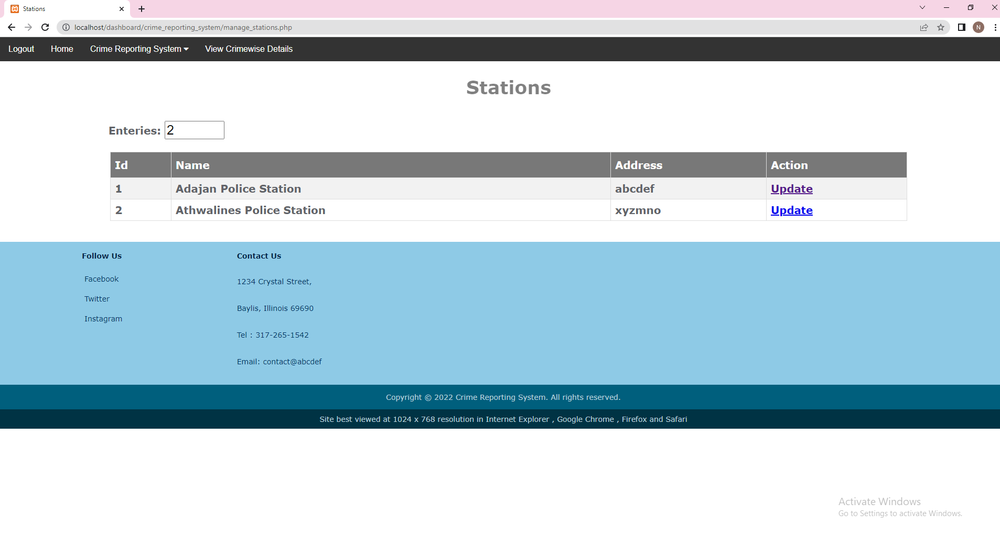 Stations
localhost/dashboard/crime_reporting_system/manage_stations.php
N
Logout Home Crime Reporting System View Crimewise Details
Stations
Enteries: 2
Id Name Address Action
1 Adajan Police Station abcdef Update
2 Athwalines Police Station xyzmno Update
Follow Us
Facebook
Twitter
Instagram
Contact Us
1234 Crystal Street,
Baylis, Illinois 69690
Tel : 317-265-1542
Email: contact@abcdef
Copyright © 2022 Crime Reporting System. All rights reserved.
Site best viewed at 1024 x 768 resolution in Internet Explorer , Google Chrome , Firefox and Safari
Activate Windows
Go to Settings to activate Windows.